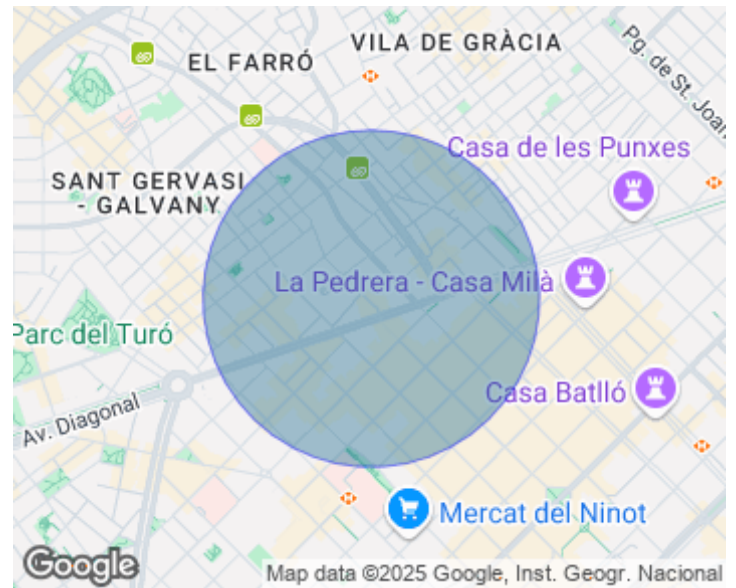 VILA DE GRÀCIA
EL FARRÓ
Pg. de St. Joan
Casa de les Punxes
SANT GERVASI
- GALVANY
La Pedrera - Casa Milà
Parc del Turó
Casa Batlló
Av. Diagonal
Mercat del Ninot
Google
Map data ©2025 Google, Inst. Geogr. Nacional